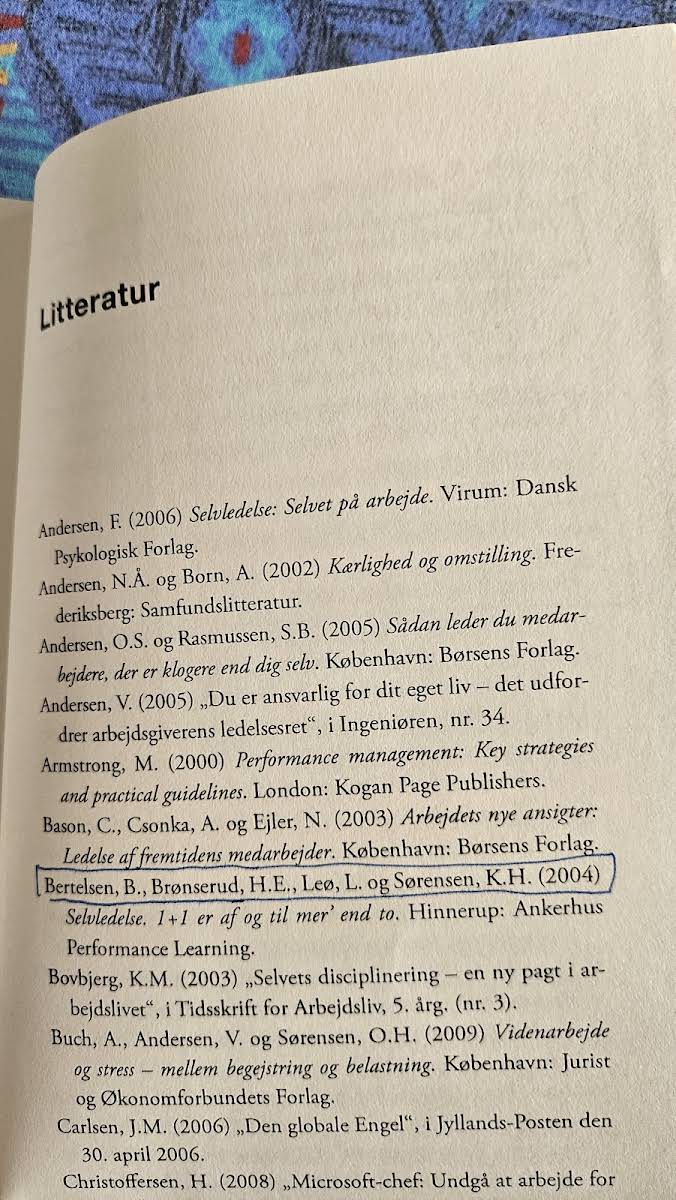 Litteratur
Andersen, F. (2006) Selvledelse: Selvet på arbejde. Virum: Dansk
Psykologisk Forlag.
Andersen, N.Å. og Born, A. (2002) Kærlighed og omstilling. Fre-
deriksberg: Samfundslitteratur.
Andersen, O.S. og Rasmussen, S.B. (2005) Sådan leder du medar-
bejdere, der er klogere end dig selv. København: Børsens Forlag.
Andersen, V. (2005) „Du er ansvarlig for dit eget liv – det udfor-
drer arbejdsgiverens ledelsesret“, i Ingeniøren, nr. 34.
Armstrong, M. (2000) Performance management: Key strategies
and practical guidelines. London: Kogan Page Publishers.
Bason, C., Csonka, A. og Ejler, N. (2003) Arbejdets nye ansigter:
Ledelse af fremtidens medarbejder. København: Børsens Forlag.
Bertelsen, B., Brønserud, H.E., Leø, L. og Sørensen, K.H. (2004)
Selvledelse. 1+1 er af og til mer’ end to. Hinnerup: Ankerhus
Performance Learning.
Bovbjerg, K.M. (2003) „Selvets disciplinering – en ny pagt i ar-
bejdslivet“, i Tidsskrift for Arbejdsliv, 5. årg. (nr. 3).
Buch, A., Andersen, V. og Sørensen, O.H. (2009) Videnarbejde
og stress – mellem begejstring og belastning. København: Jurist
og Økonomforbundets Forlag.
Carlsen, J.M. (2006) „Den globale Engel“, i Jyllands-Posten den
30. april 2006.
Christoffersen, H. (2008) „Microsoft-chef: Undgå at arbejde for